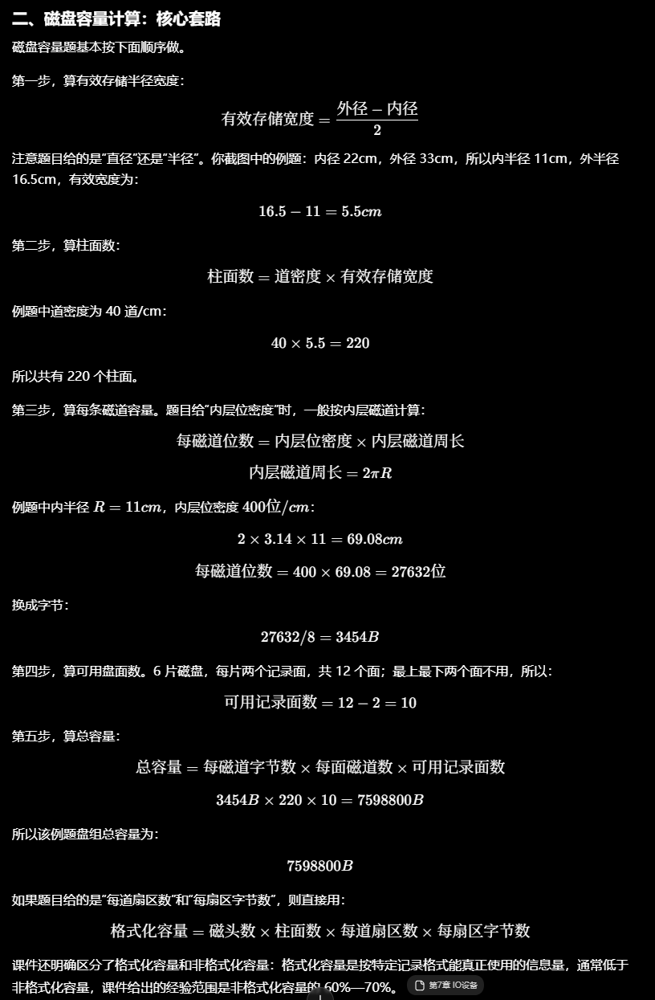 二、磁盘容量计算：核心套路
磁盘容量题基本按下面顺序做。
第一步，算有效存储半径宽度：
有效存储宽度 = (外径 − 内径) / 2
注意题目给的是“直径”还是“半径”。你截图中的例题：内径 22cm，外径 33cm，所以内半径 11cm，外半径
16.5cm，有效宽度为：
16.5 − 11 = 5.5cm
第二步，算柱面数：
柱面数 = 道密度 × 有效存储宽度
例题中道密度为 40 道/cm：
40 × 5.5 = 220
所以共有 220 个柱面。
第三步，算每条磁道容量。题目给“内层位密度”时，一般按内层磁道计算：
每磁道位数 = 内层位密度 × 内层磁道周长
内层磁道周长 = 2πR
例题中内半径 R = 11cm，内层位密度 400位/cm：
2 × 3.14 × 11 = 69.08cm
每磁道位数 = 400 × 69.08 = 27632位
换成字节：
27632/8 = 3454B
第四步，算可用盘面数。6 片磁盘，每片两个记录面，共 12 个面；最上最下两个面不用，所以：
可用记录面数 = 12 − 2 = 10
第五步，算总容量：
总容量 = 每磁道字节数 × 每面磁道数 × 可用记录面数
3454B × 220 × 10 = 7598800B
所以该例题盘组总容量为：
7598800B
如果题目给的是“每道扇区数”和“每扇区字节数”，则直接用：
格式化容量 = 磁头数 × 柱面数 × 每道扇区数 × 每扇区字节数
课件还明确区分了格式化容量和非格式化容量：格式化容量是按特定记录格式能真正使用的信息量，通常低于
非格式化容量，课件给出的经验范围是非格式化容量的 60%—70%。 第7章 IO设备